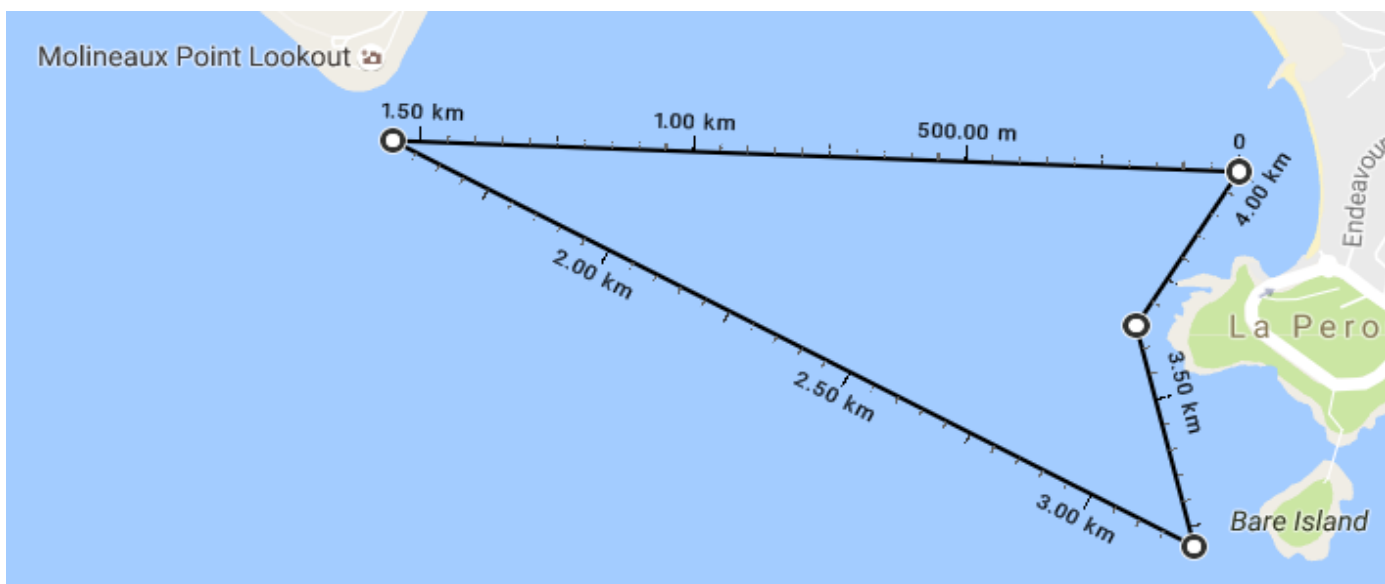 Molineaux Point Lookout
1.50 km
1.00 km
500.00 m
0
4.00 km
2.00 km
La Pero
3.50 km
2.50 km
3.00 km
Bare Island
Endeavou